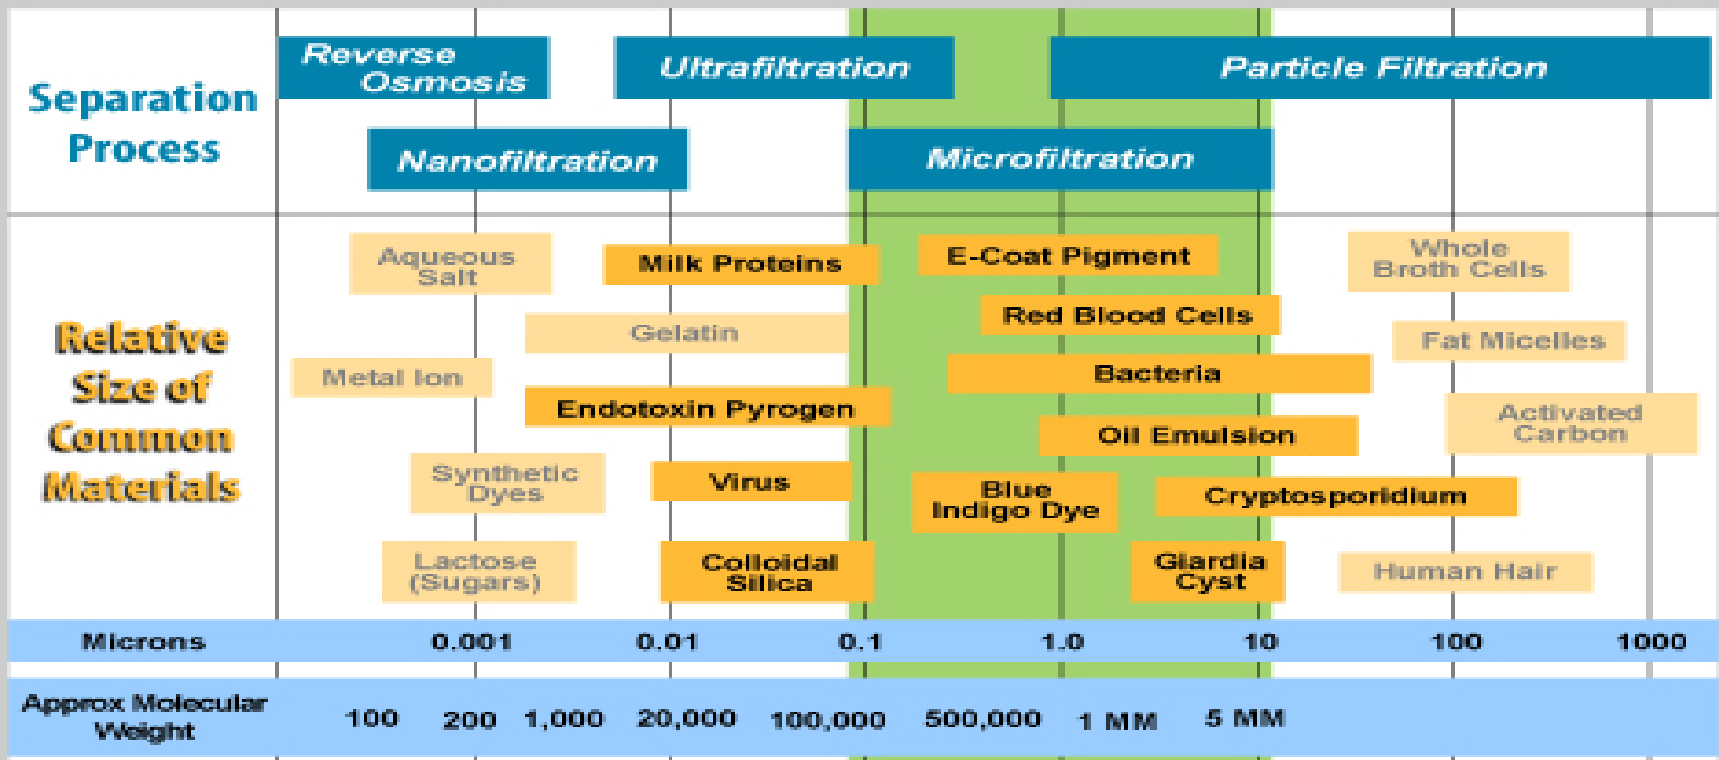 Separation
Process
Reverse
Osmosis
Ultrafiltration
Particle Filtration
Nanofiltration
Microfiltration
Relative
Size of
Common
Materials
Aqueous
Salt
Milk Proteins
E-Coat Pigment
Whole
Broth Cells
Gelatin
Red Blood Cells
Fat Micelles
Metal Ion
Bacteria
Endotoxin Pyrogen
Oil Emulsion
Activated
Carbon
Synthetic
Dyes
Virus
Blue
Indigo Dye
Cryptosporidium
Lactose
(Sugars)
Colloidal
Silica
Giardia
Cyst
Human Hair
Microns 0.001 0.01 0.1 1.0 10 100 1000
Approx Molecular
Weight
100 200 1,000 20,000 100,000 500,000 1 MM 5 MM